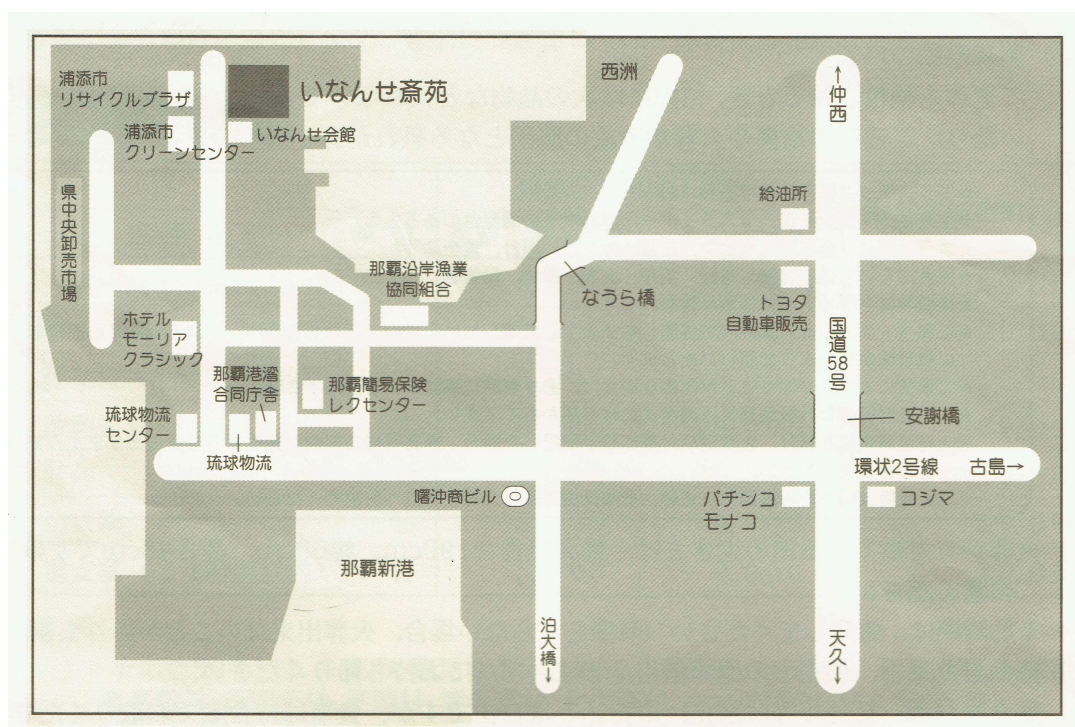 浦添市
リサイクルプラザ
いなんせ斎苑
西洲
↑仲西
浦添市
クリーンセンター
いなんせ会館
県中央卸売市場
給油所
那覇沿岸漁業
協同組合
なうら橋
トヨタ
自動車販売
ホテル
モーリア
クラシック
国道58号
那覇港湾
合同庁舎
那覇簡易保険
レクセンター
琉球物流
センター
安謝橋
琉球物流
環状2号線 古島→
曙沖商ビル
パチンコ
モナコ
コジマ
那覇新港
泊大橋↓
天久↓